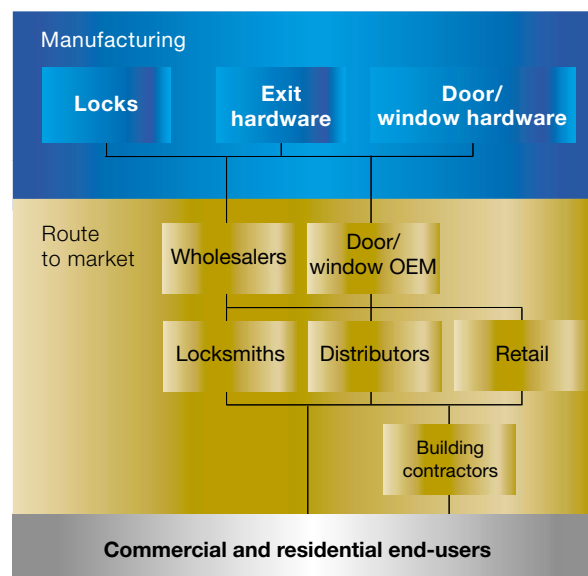 Manufacturing
Locks
Exit
hardware
Door/
window hardware
Route
to market
Wholesalers
Door/
window OEM
Locksmiths
Distributors
Retail
Building
contractors
Commercial and residential end-users